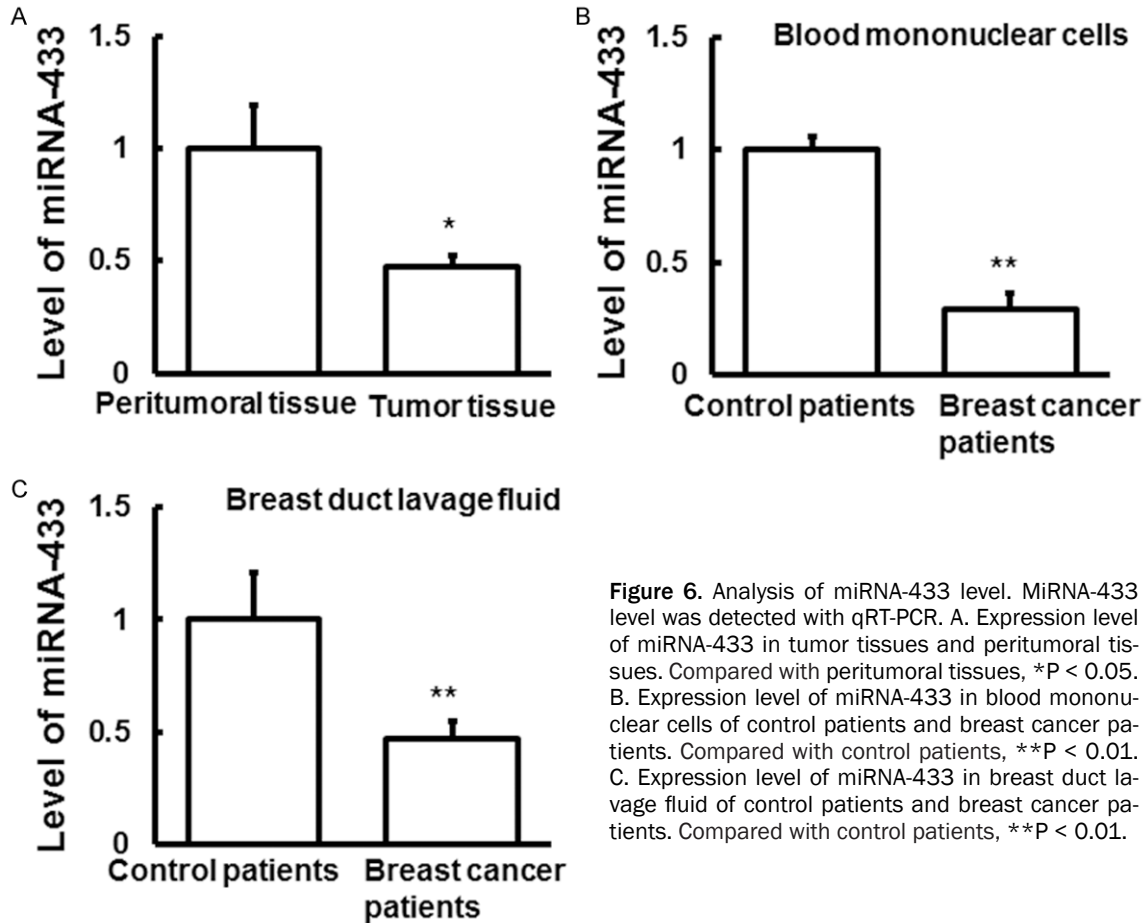 A
Level of miRNA-433
1.5
1
0.5
0
*
Peritumoral tissue
Tumor tissue
B
Blood mononuclear cells
Level of miRNA-433
1.5
1
0.5
0
**
Control patients
Breast cancer
patients
C
Breast duct lavage fluid
Level of miRNA-433
1.5
1
0.5
0
**
Control patients
Breast cancer
patients
Figure 6. Analysis of miRNA-433 level. MiRNA-433
level was detected with qRT-PCR. A. Expression level
of miRNA-433 in tumor tissues and peritumoral tis-
sues. Compared with peritumoral tissues, *P < 0.05.
B. Expression level of miRNA-433 in blood mononu-
clear cells of control patients and breast cancer pa-
tients. Compared with control patients, **P < 0.01.
C. Expression level of miRNA-433 in breast duct la-
vage fluid of control patients and breast cancer pa-
tients. Compared with control patients, **P < 0.01.